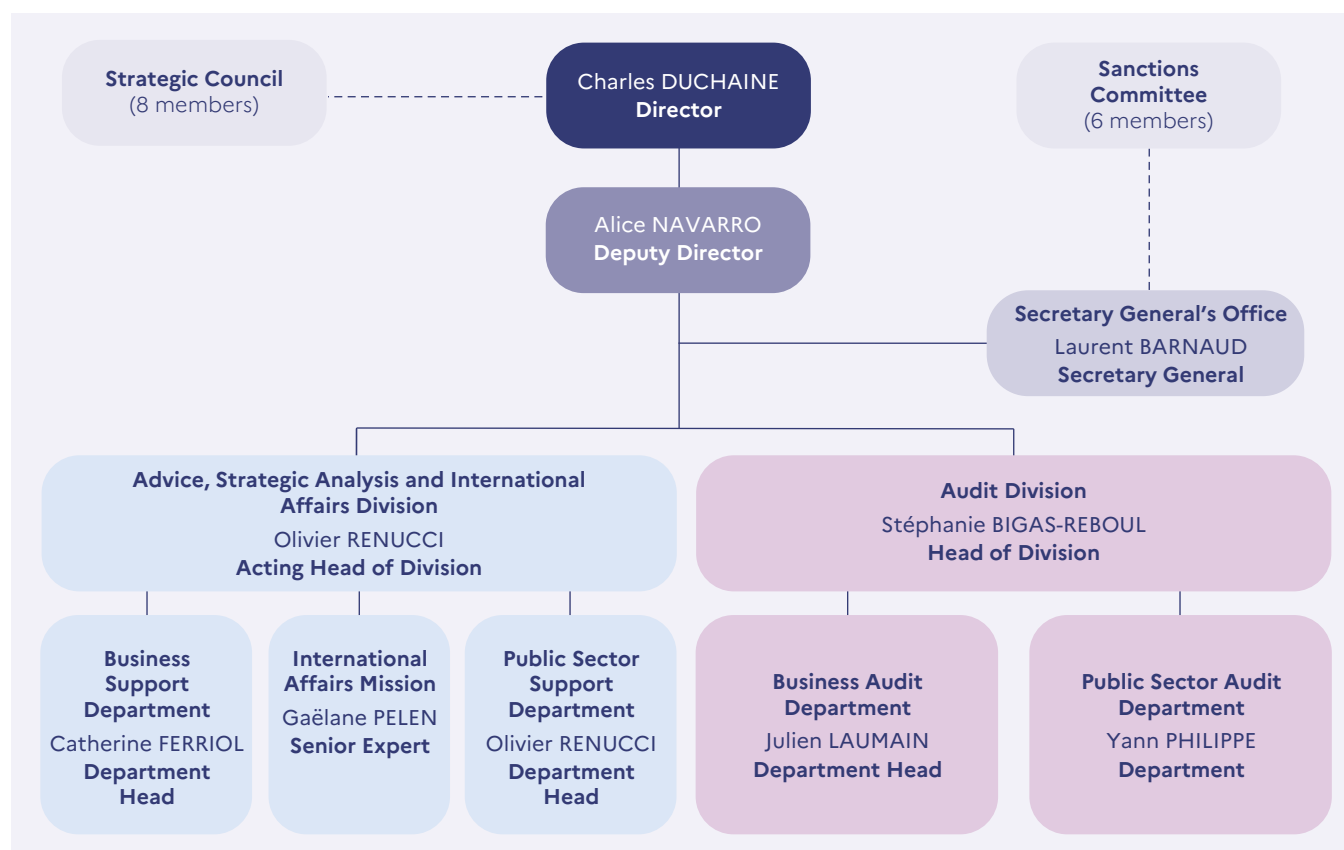 Strategic Council
(8 members)
Charles DUCHAINE
Director
Sanctions
Committee
(6 members)
Alice NAVARRO
Deputy Director
Secretary General’s Office
Laurent BARNAUD
Secretary General
Advice, Strategic Analysis and International
Affairs Division
Olivier RENUCCI
Acting Head of Division
Audit Division
Stéphanie BIGAS-REBOUL
Head of Division
Business
Support
Department
Catherine FERRIOL
Department
Head
International
Affairs Mission
Gaëlane PELEN
Senior Expert
Public Sector
Support
Department
Olivier RENUCCI
Department
Head
Business Audit
Department
Julien LAUMAIN
Department Head
Public Sector Audit
Department
Yann PHILIPPE
Department